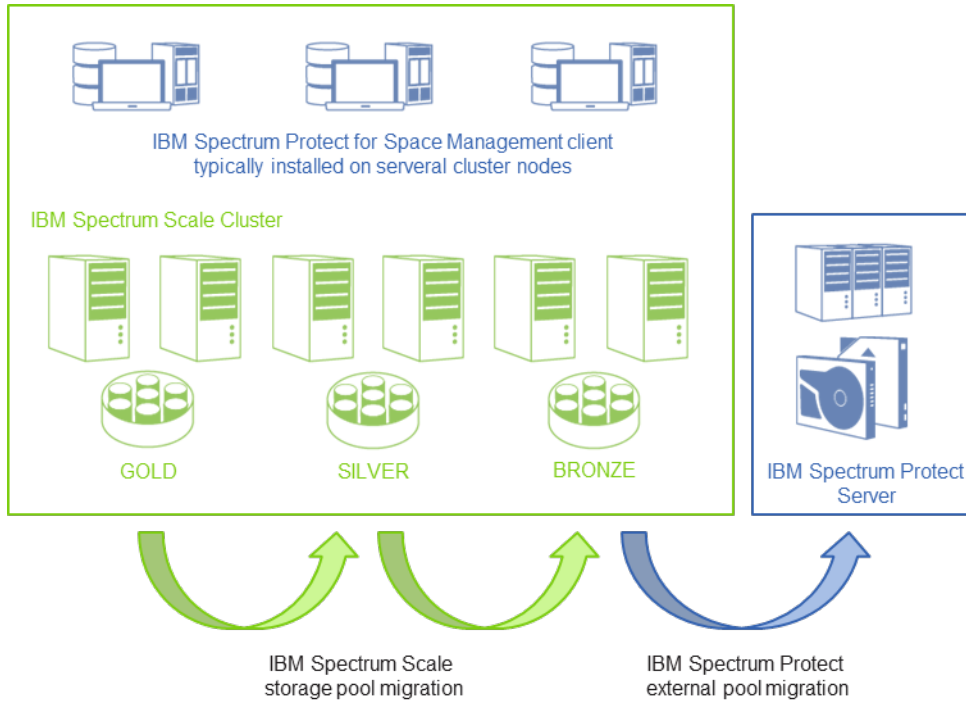 IBM Spectrum Protect for Space Management client
typically installed on serveral cluster nodes
IBM Spectrum Scale Cluster
GOLD
SILVER
BRONZE
IBM Spectrum Protect
Server
IBM Spectrum Scale
storage pool migration
IBM Spectrum Protect
external pool migration